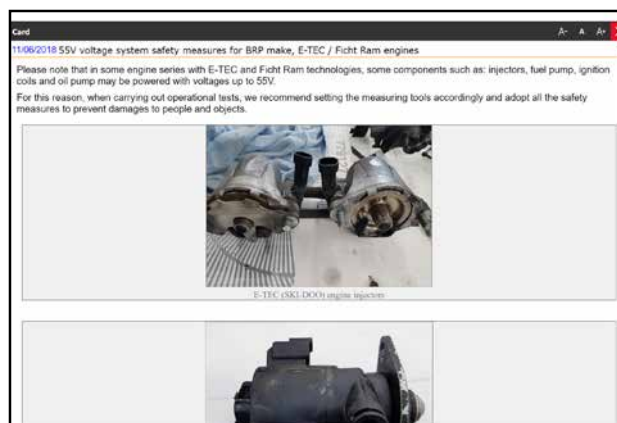 Card
A- A A+
11/06/2018 55V voltage system safety measures for BRP make, E-TEC / Ficht Ram engines
Please note that in some engine series with E-TEC and Ficht Ram technologies, some components such as: injectors, fuel pump, ignition
coils and oil pump may be powered with voltages up to 55V.
For this reason, when carrying out operational tests, we recommend setting the measuring tools accordingly and adopt all the safety
measures to prevent damages to people and objects.
E-TEC (SKI-DOO) engine injectors